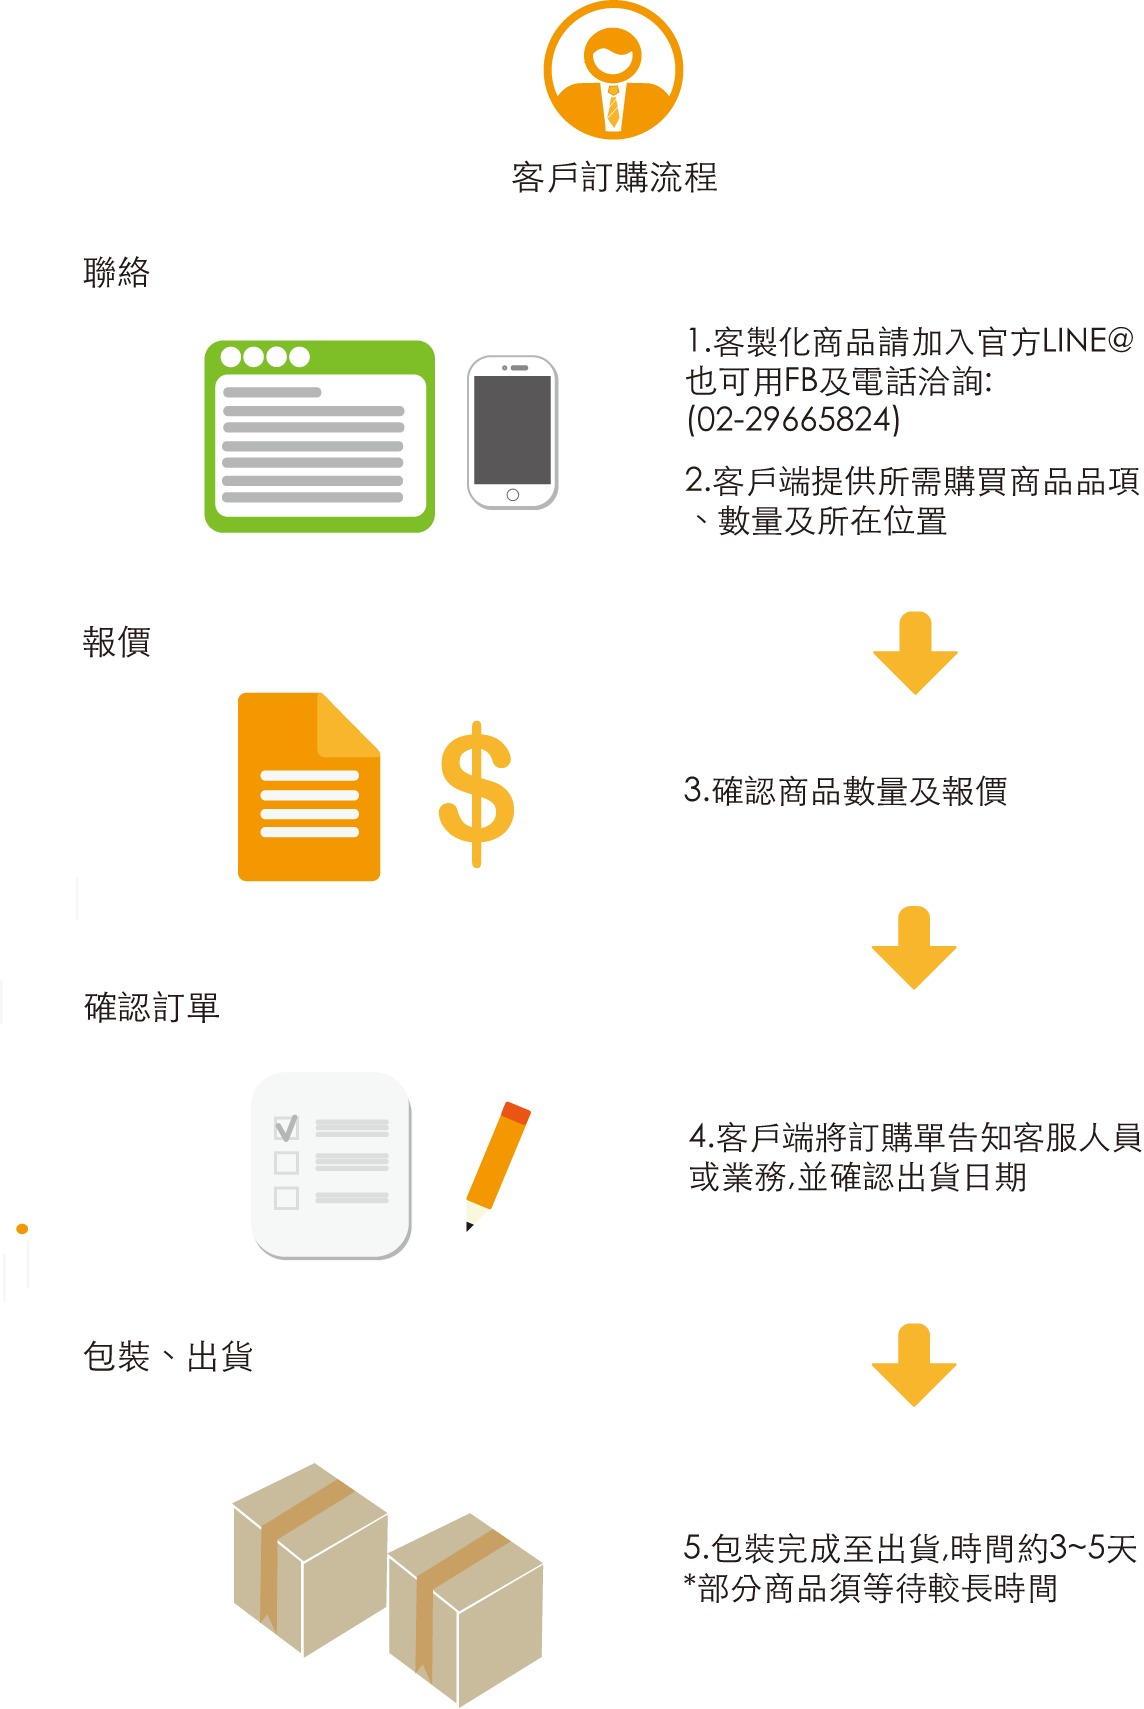 客戶訂購流程
聯絡
1.客製化商品請加入官方LINE@
也可用FB及電話洽詢:
(02-29665824)
2.客戶端提供所需購買商品品項
、數量及所在位置
報價
3.確認商品數量及報價
確認訂單
4.客戶端將訂購單告知客服人員
或業務,並確認出貨日期
包裝、出貨
5.包裝完成至出貨,時間約3~5天
*部分商品須等待較長時間